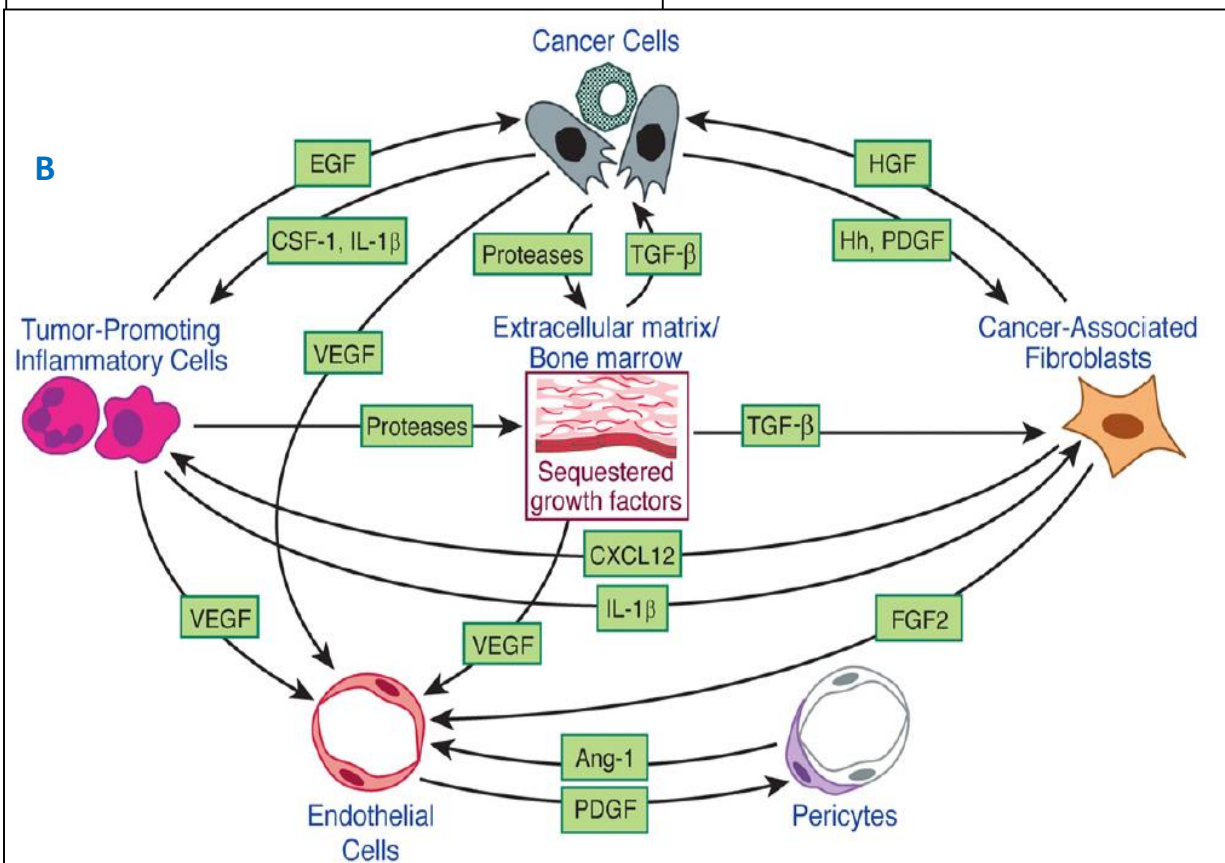 Cancer Cells
B
EGF
HGF
CSF-1, IL-1β
Hh, PDGF
Proteases
TGF-β
Tumor-Promoting
Inflammatory Cells
Extracellular matrix/
Bone marrow
Cancer-Associated
Fibroblasts
VEGF
Proteases
TGF-β
Sequestered
growth factors
CXCL12
IL-1β
VEGF
VEGF
FGF2
Ang-1
PDGF
Endothelial
Cells
Pericytes